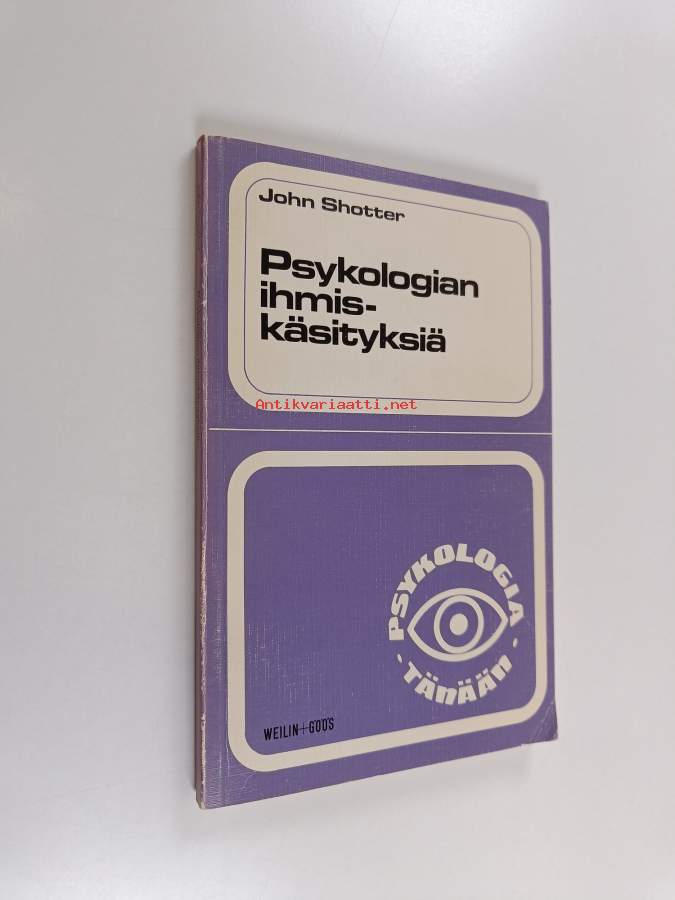 John Shotter
Psykologian
ihmis-
käsityksiä
Antikvariaatti.net
PSYKOLOGIA
· TÄNÄÄN ·
WEILIN+GÖÖS